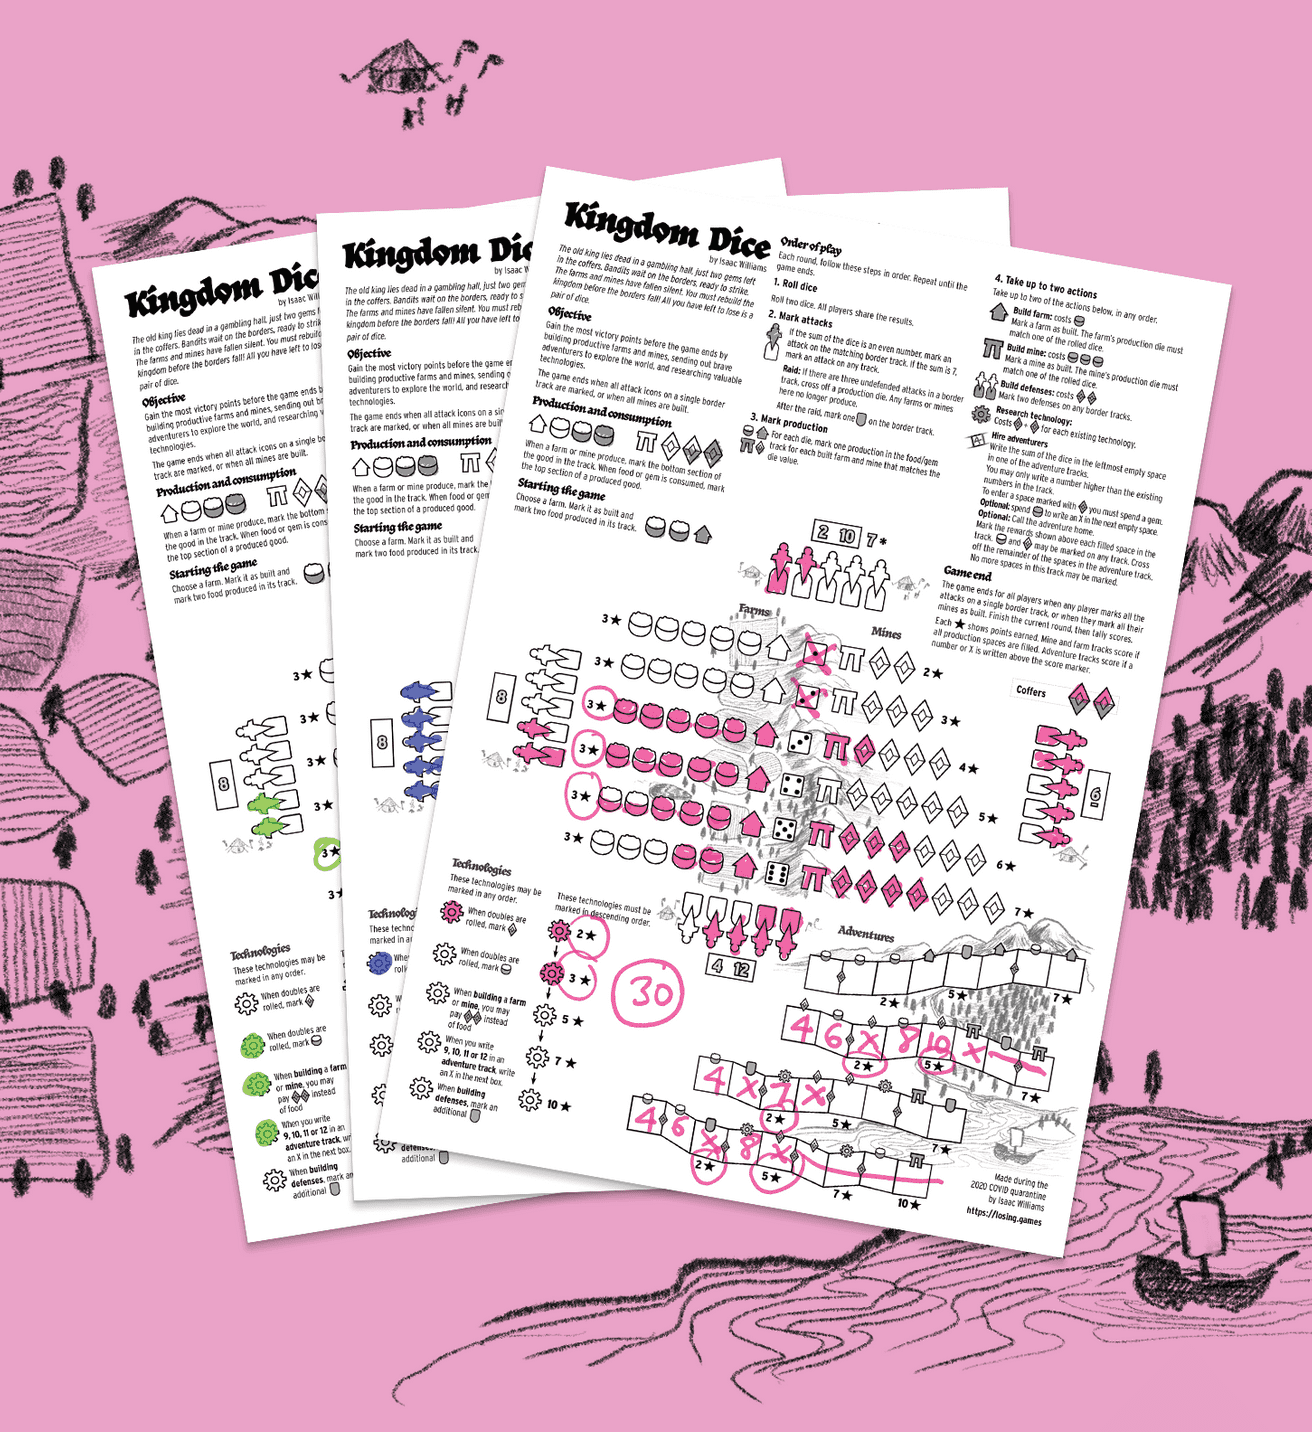 Kingdom Dice
by Isaac Williams
The old king lies dead in a gambling hall, just two gems left
in the coffers. Bandits wait on the borders, ready to strike.
The farms and mines have fallen silent. You must rebuild the
kingdom before the borders fall! All you have left to lose is a
pair of dice.
Objective
Gain the most victory points before the game ends by
building productive farms and mines, sending out brave
adventurers to explore the world, and researching valuable
technologies.
The game ends when all attack icons on a single border
track are marked, or when all mines are built.
Production and consumption
When a farm or mine produce, mark the bottom section of
the good in the track. When food or gem is consumed, mark
the top section of a produced good.
Starting the game
Choose a farm. Mark it as built and
mark two food produced in its track.
Order of play
Each round, follow these steps in order. Repeat until the
game ends.
1. Roll dice
Roll two dice. All players share the results.
2. Mark attacks
If the sum of the dice is an even number, mark an
attack on the matching border track. If the sum is 7,
mark an attack on any track.
Raid: If there are three undefended attacks in a border
track, cross off a production die. Any farms or mines
here no longer produce.
After the raid, mark one on the border track.
3. Mark production
For each die, mark one production in the food/gem
track for each built farm and mine that matches the
die value.
4. Take up to two actions
Take up to two of the actions below, in any order.
Build farm: costs
Mark a farm as built. The farm's production die must
match one of the rolled dice.
Build mine: costs
Mark a mine as built. The mine's production die must
match one of the rolled dice.
Build defenses: costs
Mark two defenses on any border tracks.
Research technology:
Costs + for each existing technology.
Hire adventurers
Write the sum of the dice in the leftmost empty space
in one of the adventure tracks.
You may only write a number higher than the existing
numbers in the track.
To enter a space marked with you must spend a gem.
Optional: spend to write an X in the next empty space.
Optional: Call the adventure home.
Mark the rewards shown above each filled space in the
track. and may be marked on any track. Cross
off the remainder of the spaces in the adventure track.
No more spaces in this track may be marked.
Game end
The game ends for all players when any player marks all the
attacks on a single border track, or when they mark all their
mines as built. Finish the current round, then tally scores.
Each ★ shows points earned. Mine and farm tracks score if
all production spaces are filled. Adventure tracks score if a
number or X is written above the score marker.
2 10 7*
Farms
Mines
Coffers
8
6
3★ 2★
3★ 3★
3★ 4★
3★ 5★
3★ 6★
3★ 7★
4 12
Technologies
These technologies may be
marked in any order.
When doubles are
rolled, mark
When doubles are
rolled, mark
When building a farm
or mine, you may
pay instead
of food
When you write
9, 10, 11 or 12 in an
adventure track, write
an X in the next box.
When building
defenses, mark an
additional
These technologies must be
marked in descending order.
2★
3★
5★
7★
10★
30
Adventures
2★ 5★ 7★
4 6 X 8 10 X
2★ 5★ 7★
4 X 7 X
2★ 5★ 7★
4 6 X 8 X
2★ 5★ 7★ 10★
Made during the
2020 COVID quarantine
by Isaac Williams
https://losing.games